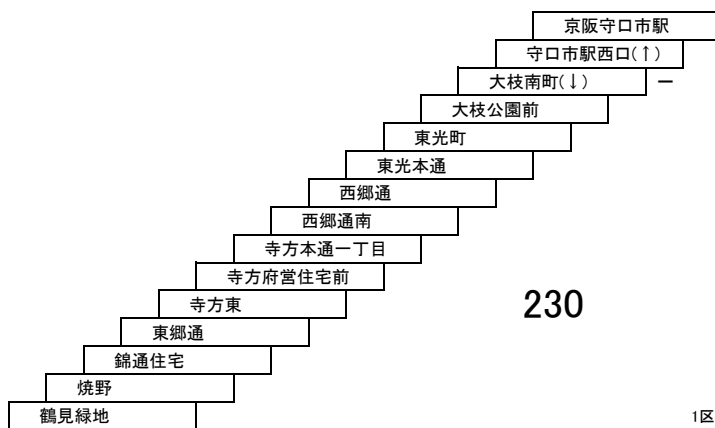 京阪守口市駅
守口市駅西口(↑)
大枝南町(↓) ー
大枝公園前
東光町
東光本通
西郷通
西郷通南
寺方本通一丁目
寺方府営住宅前
寺方東
東郷通
錦通住宅
焼野
鶴見緑地
230
1区